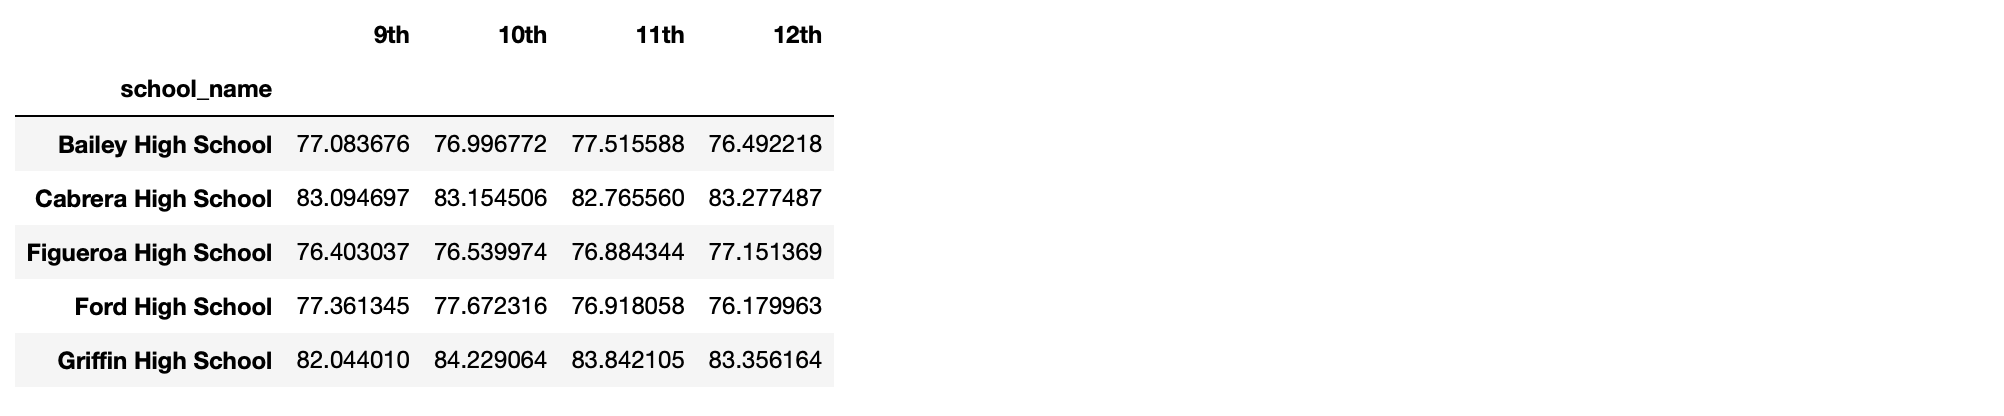 9th 10th 11th 12th
school_name
Bailey High School 77.083676 76.996772 77.515588 76.492218
Cabrera High School 83.094697 83.154506 82.765560 83.277487
Figueroa High School 76.403037 76.539974 76.884344 77.151369
Ford High School 77.361345 77.672316 76.918058 76.179963
Griffin High School 82.044010 84.229064 83.842105 83.356164